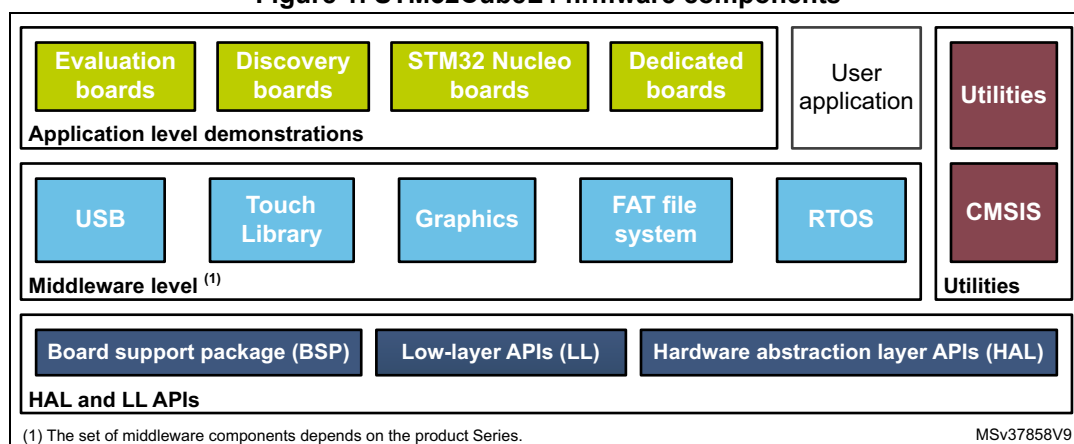 Evaluation
boards
Discovery
boards
STM32 Nucleo
boards
Dedicated
boards
Application level demonstrations
User
application
Utilities
CMSIS
Utilities
USB
Touch
Library
Graphics
FAT file
system
RTOS
Middleware level (1)
Board support package (BSP)
Low-layer APIs (LL)
Hardware abstraction layer APIs (HAL)
HAL and LL APIs
(1) The set of middleware components depends on the product Series.
MSv37858V9